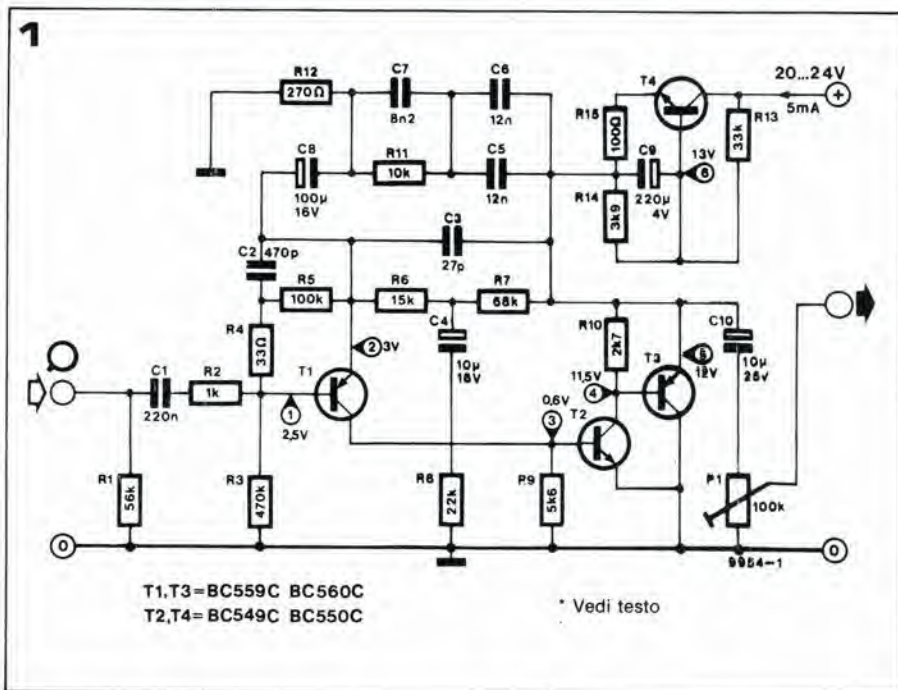 1
R12
270Ω
C7
8n2
C6
12n
C8
100µ
16V
R11
10k
C5
12n
T4
20...24V
+
5mA
R15
100Ω
R13
33k
C9
220µ
4V
13V
6
R14
3k9
C3
27p
C2
470p
R5
100k
R6
15k
R7
68k
R4
33Ω
C4
10µ
16V
2
3V
T1
C1
220n
R2
1k
1
2,5V
R10
2k7
T3
C10
10µ
25V
12V
11,5V
4
T2
0,6V
3
R1
56k
R3
470k
R8
22k
R9
5k6
P1
100k
0
0
9954-1
T1,T3=BC559C BC560C
T2,T4=BC549C BC550C
* Vedi testo